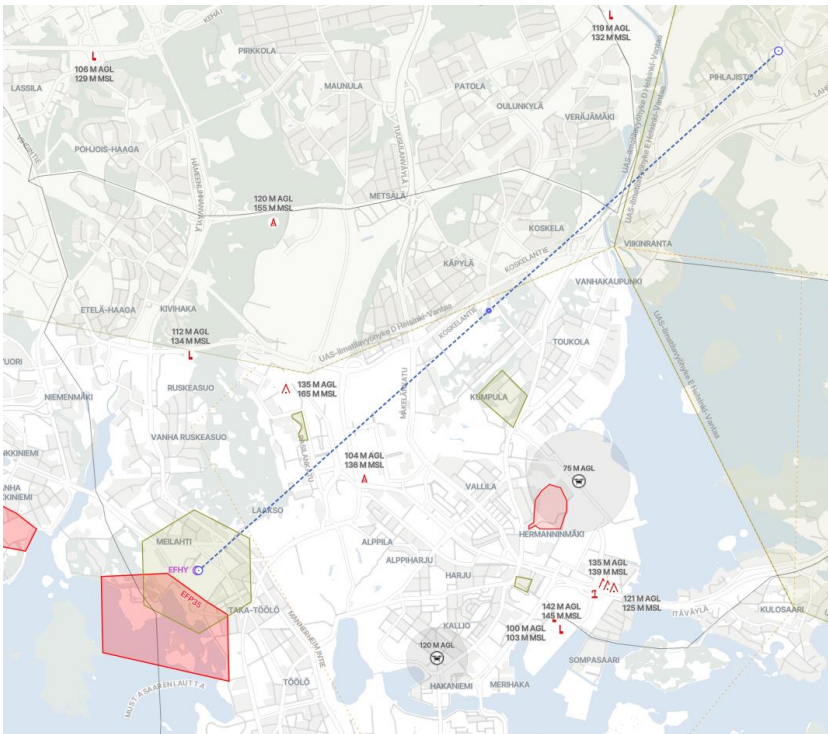 KEHÄ I
119 M AGL
132 M MSL
PIRKKOLA
106 M AGL
129 M MSL
PIHLAJISTO
LASSILA
MAUNULA
PATOLA
OULUNKYLÄ
VERÄJÄMÄKI
UAS-Ilmatilavyöhyke D Helsinki-Vantaa
UAS-Ilmatilavyöhyke E Helsinki-Vantaa
TUUSULANVÄYLÄ
POHJOIS-HAAGA
HÄMEENLINNANVÄYLÄ
METSÄLÄ
120 M AGL
155 M MSL
KOSKELA
VIIKINRANTA
KÄPYLÄ
KOSKELANTIE
VANHAKAUPUNKI
ETELÄ-HAAGA
KIVIHAKA
UAS-Ilmatilavyöhyke D Helsinki-Vantaa
KOSKELANTIE
UAS-Ilmatilavyöhyke E Helsinki-Vantaa
112 M AGL
134 M MSL
TOUKOLA
VUORI
RUSKEASUO
135 M AGL
165 M MSL
NIEMENMÄKI
MÄKELÄNKATU
KUMPULA
VANHA RUSKEASUO
PASILANKATU
104 M AGL
136 M MSL
75 M AGL
VALLILA
LAAKSO
MEILAHTI
HERMANNINMÄKI
ALPPILA
ALPPIHARJU
EFHY
HARJU
135 M AGL
139 M MSL
EFP35
TAKA-TÖÖLÖ
121 M AGL
125 M MSL
ITÄVÄYLÄ
KULOSAARI
142 M AGL
145 M MSL
KALLIO
100 M AGL
103 M MSL
MANNERHEIMINTIE
120 M AGL
SOMPASAARI
TÖÖLÖ
HAKANIEMI
MERIHAKA
MUSTASAARENLAUTTA